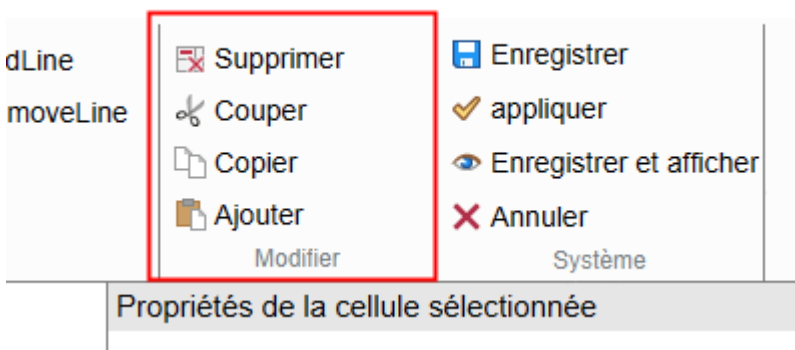 dLine
moveLine
Supprimer
Couper
Copier
Ajouter
Modifier
Enregistrer
appliquer
Enregistrer et afficher
Annuler
Système
Propriétés de la cellule sélectionnée